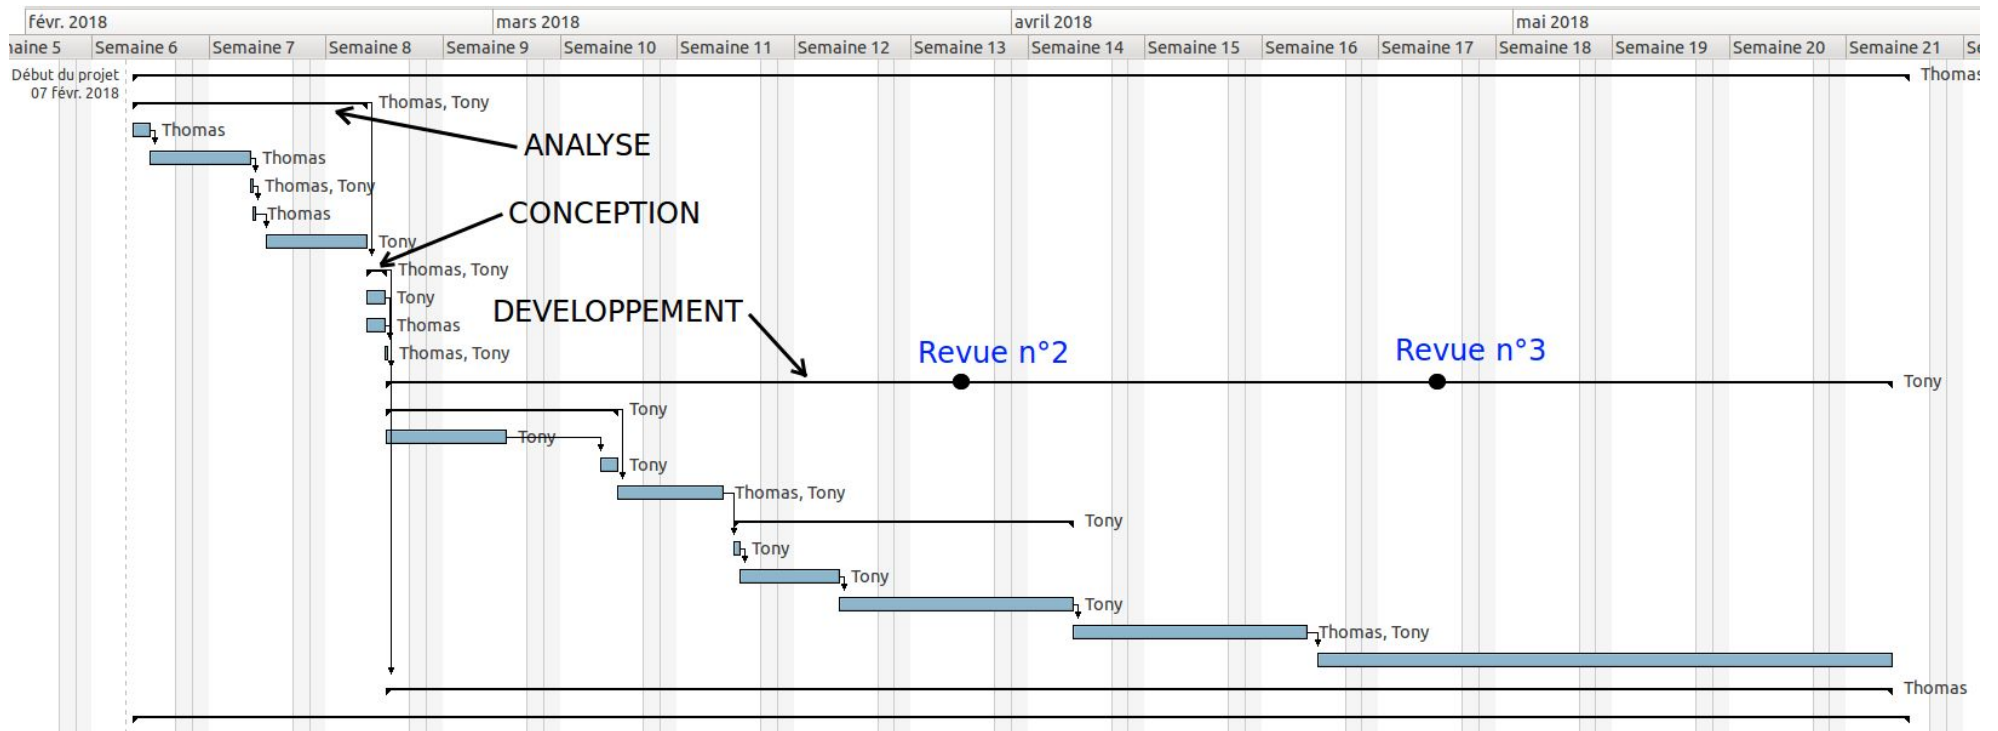 févr. 2018 mars 2018 avril 2018 mai 2018
naine 5 Semaine 6 Semaine 7 Semaine 8 Semaine 9 Semaine 10 Semaine 11 Semaine 12 Semaine 13 Semaine 14 Semaine 15 Semaine 16 Semaine 17 Semaine 18 Semaine 19 Semaine 20 Semaine 21 Se
Début du projet Thomas
07 févr. 2018
Thomas, Tony
Thomas
ANALYSE
Thomas
Thomas, Tony
Thomas
CONCEPTION
Tony
Thomas, Tony
Tony
DEVELOPPEMENT
Thomas
Thomas, Tony
Revue n°2
Revue n°3
Tony
Tony
Tony
Tony
Thomas, Tony
Tony
Tony
Tony
Tony
Thomas, Tony
Thomas